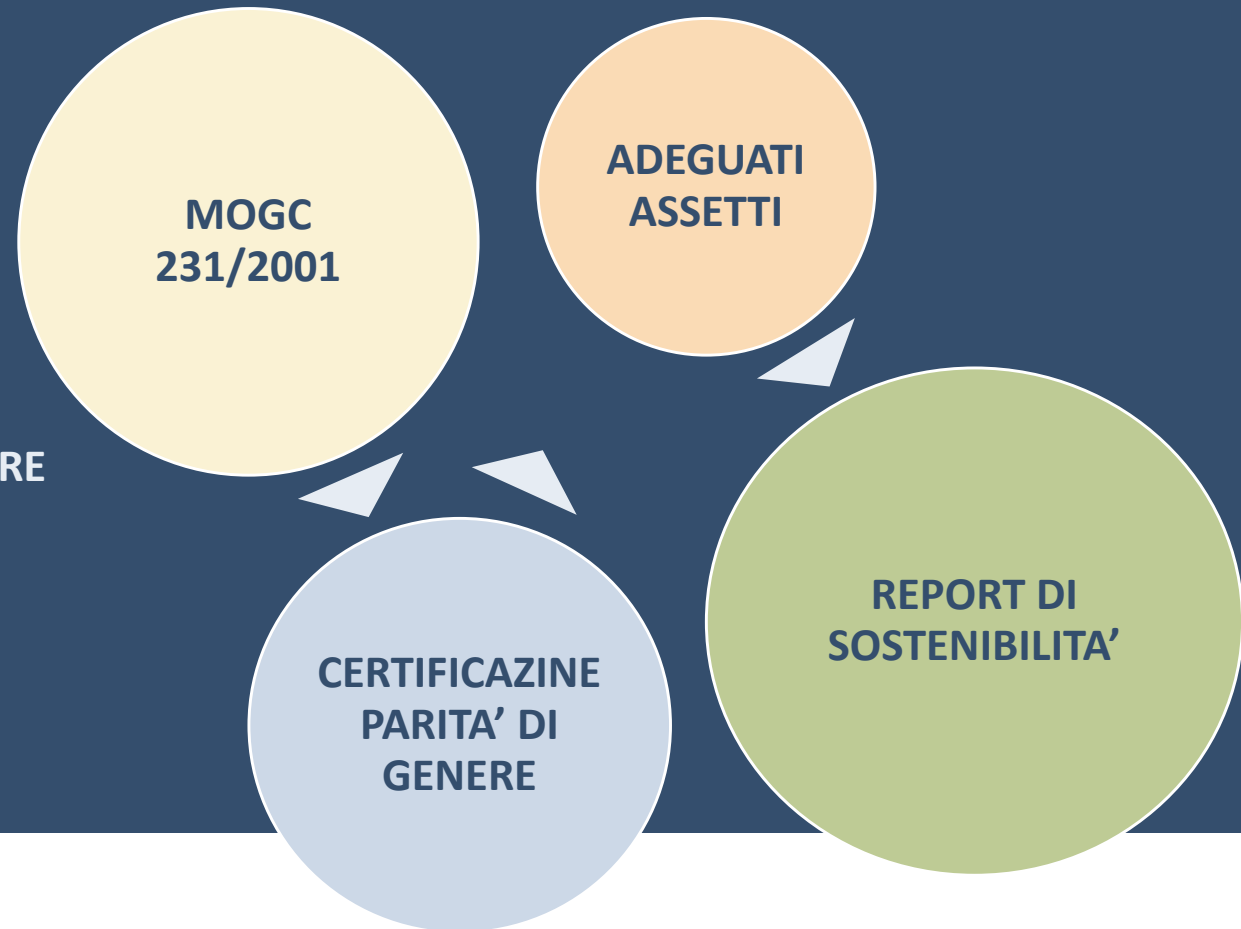 MOGC
231/2001
ADEGUATI
ASSETTI
RE
CERTIFICAZINE
PARITA’ DI
GENERE
REPORT DI
SOSTENIBILITA’